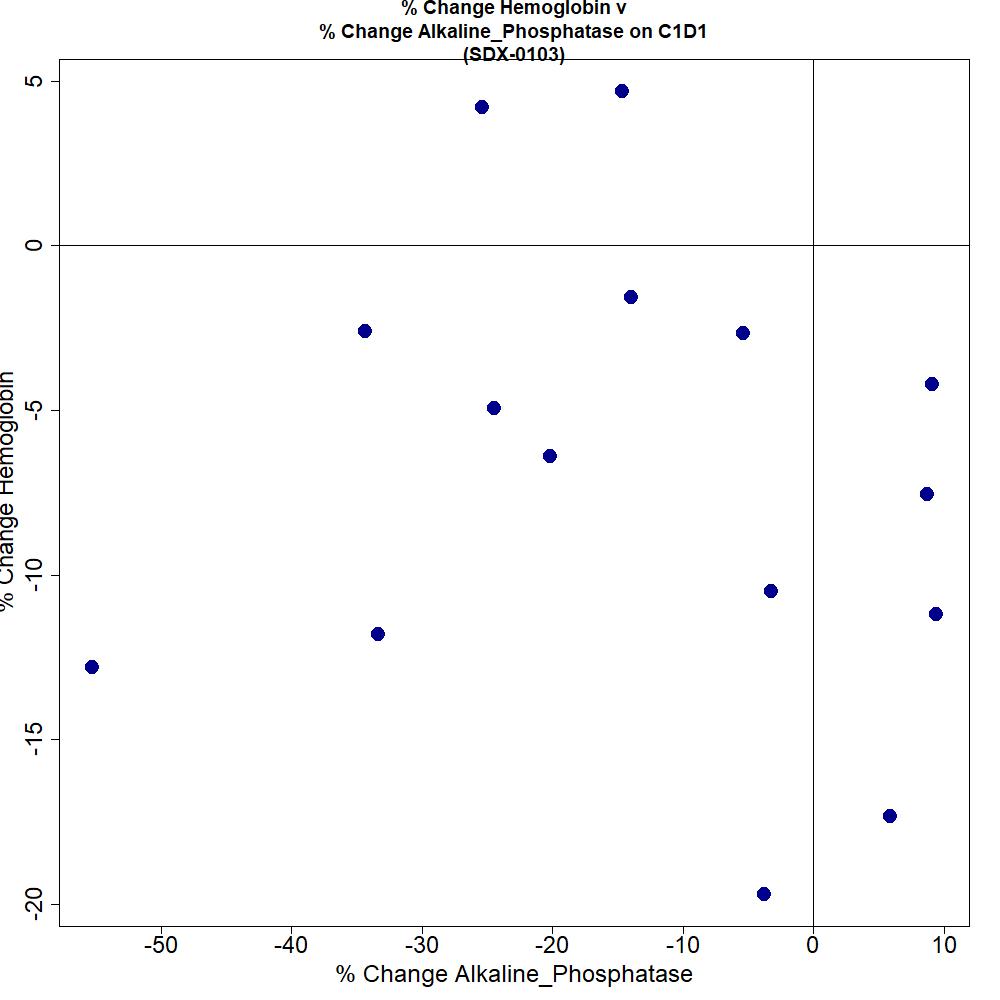 % Change Hemoglobin v
% Change Alkaline_Phosphatase on C1D1
(SDX-0103)
5
0
-5
-10
-15
-20
% Change Hemoglobin
-50
-40
-30
-20
-10
0
10
% Change Alkaline_Phosphatase